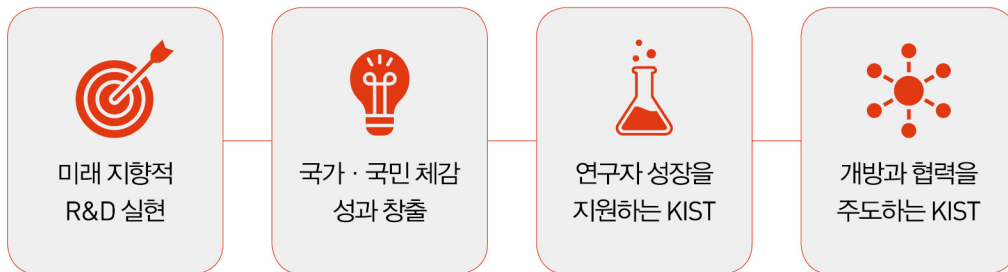 미래 지향적
R&D 실현
국가 · 국민 체감
성과 창출
연구자 성장을
지원하는 KIST
개방과 협력을
주도하는 KIST